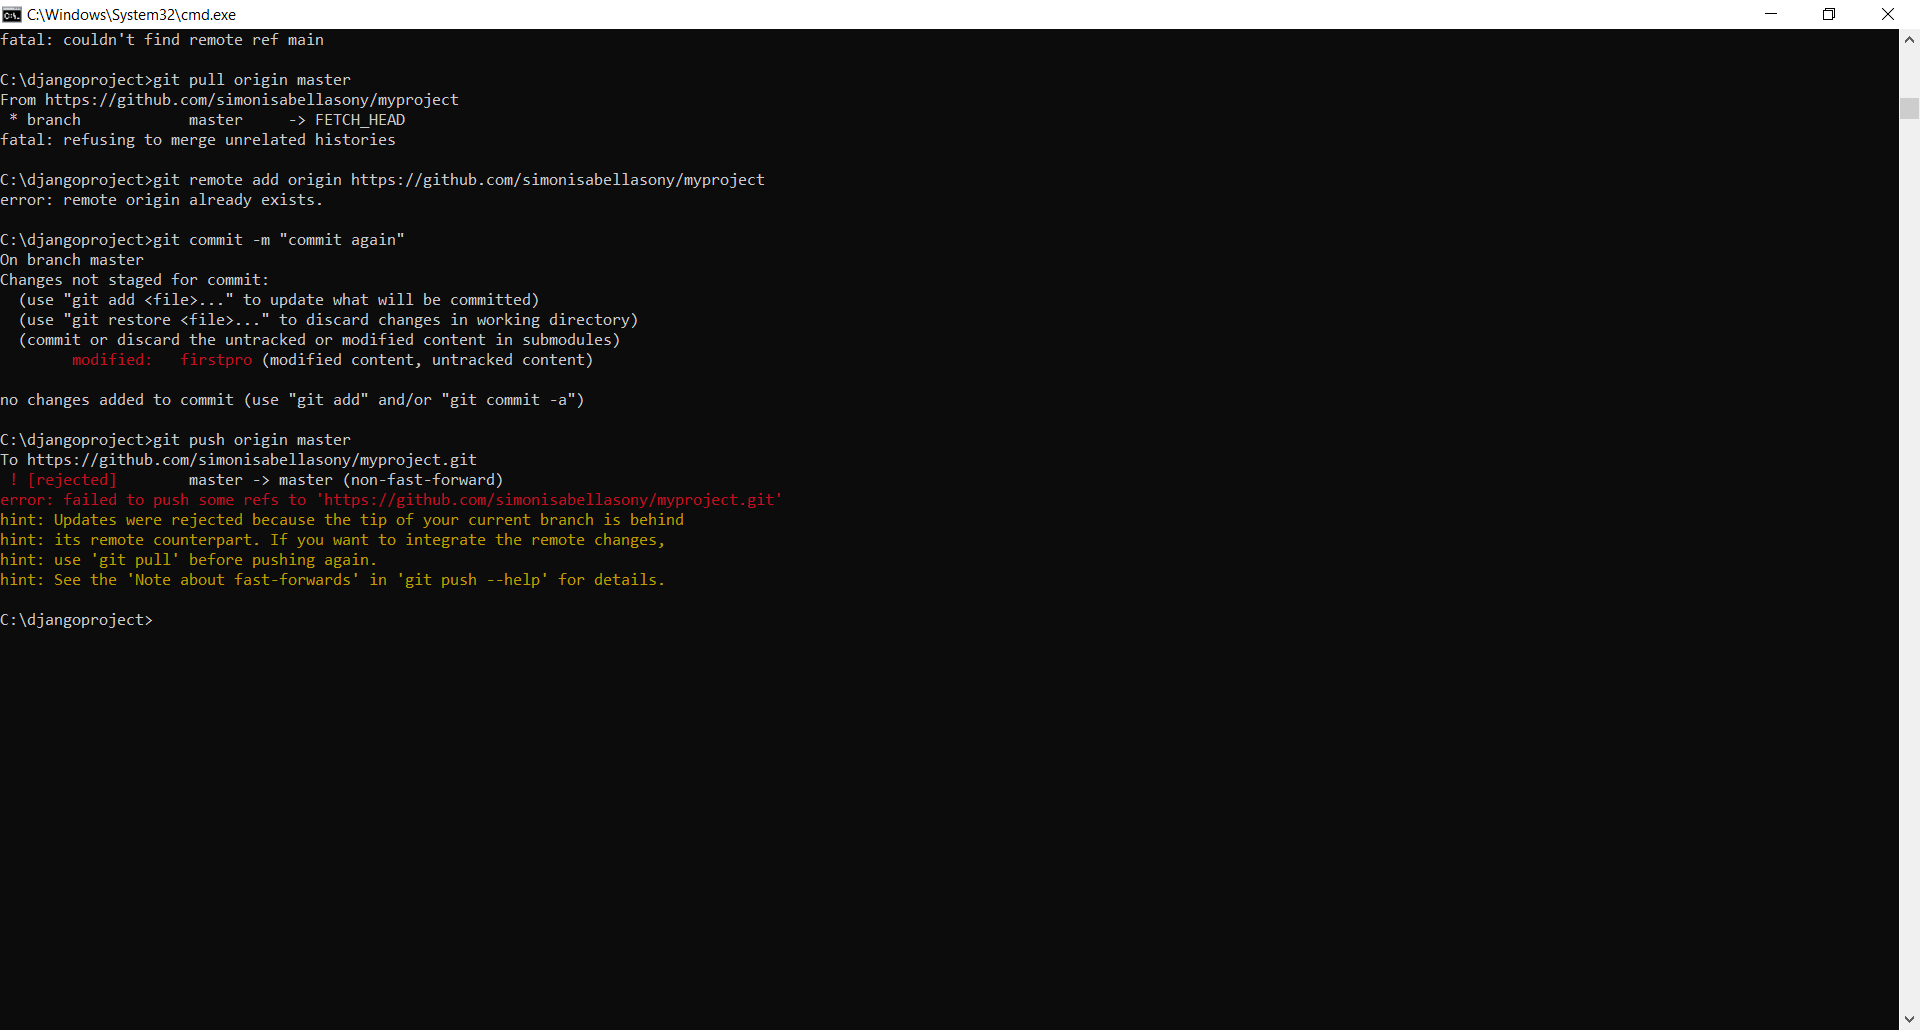 C:\Windows\System32\cmd.exe
fatal: couldn't find remote ref main
C:\djangoproject>git pull origin master
From https://github.com/simonisabellasony/myproject
 * branch            master     -> FETCH_HEAD
fatal: refusing to merge unrelated histories
C:\djangoproject>git remote add origin https://github.com/simonisabellasony/myproject
error: remote origin already exists.
C:\djangoproject>git commit -m "commit again"
On branch master
Changes not staged for commit:
  (use "git add <file>..." to update what will be committed)
  (use "git restore <file>..." to discard changes in working directory)
  (commit or discard the untracked or modified content in submodules)
        modified:   firstpro (modified content, untracked content)
no changes added to commit (use "git add" and/or "git commit -a")
C:\djangoproject>git push origin master
To https://github.com/simonisabellasony/myproject.git
 ! [rejected]        master -> master (non-fast-forward)
error: failed to push some refs to 'https://github.com/simonisabellasony/myproject.git'
hint: Updates were rejected because the tip of your current branch is behind
hint: its remote counterpart. If you want to integrate the remote changes,
hint: use 'git pull' before pushing again.
hint: See the 'Note about fast-forwards' in 'git push --help' for details.
C:\djangoproject>